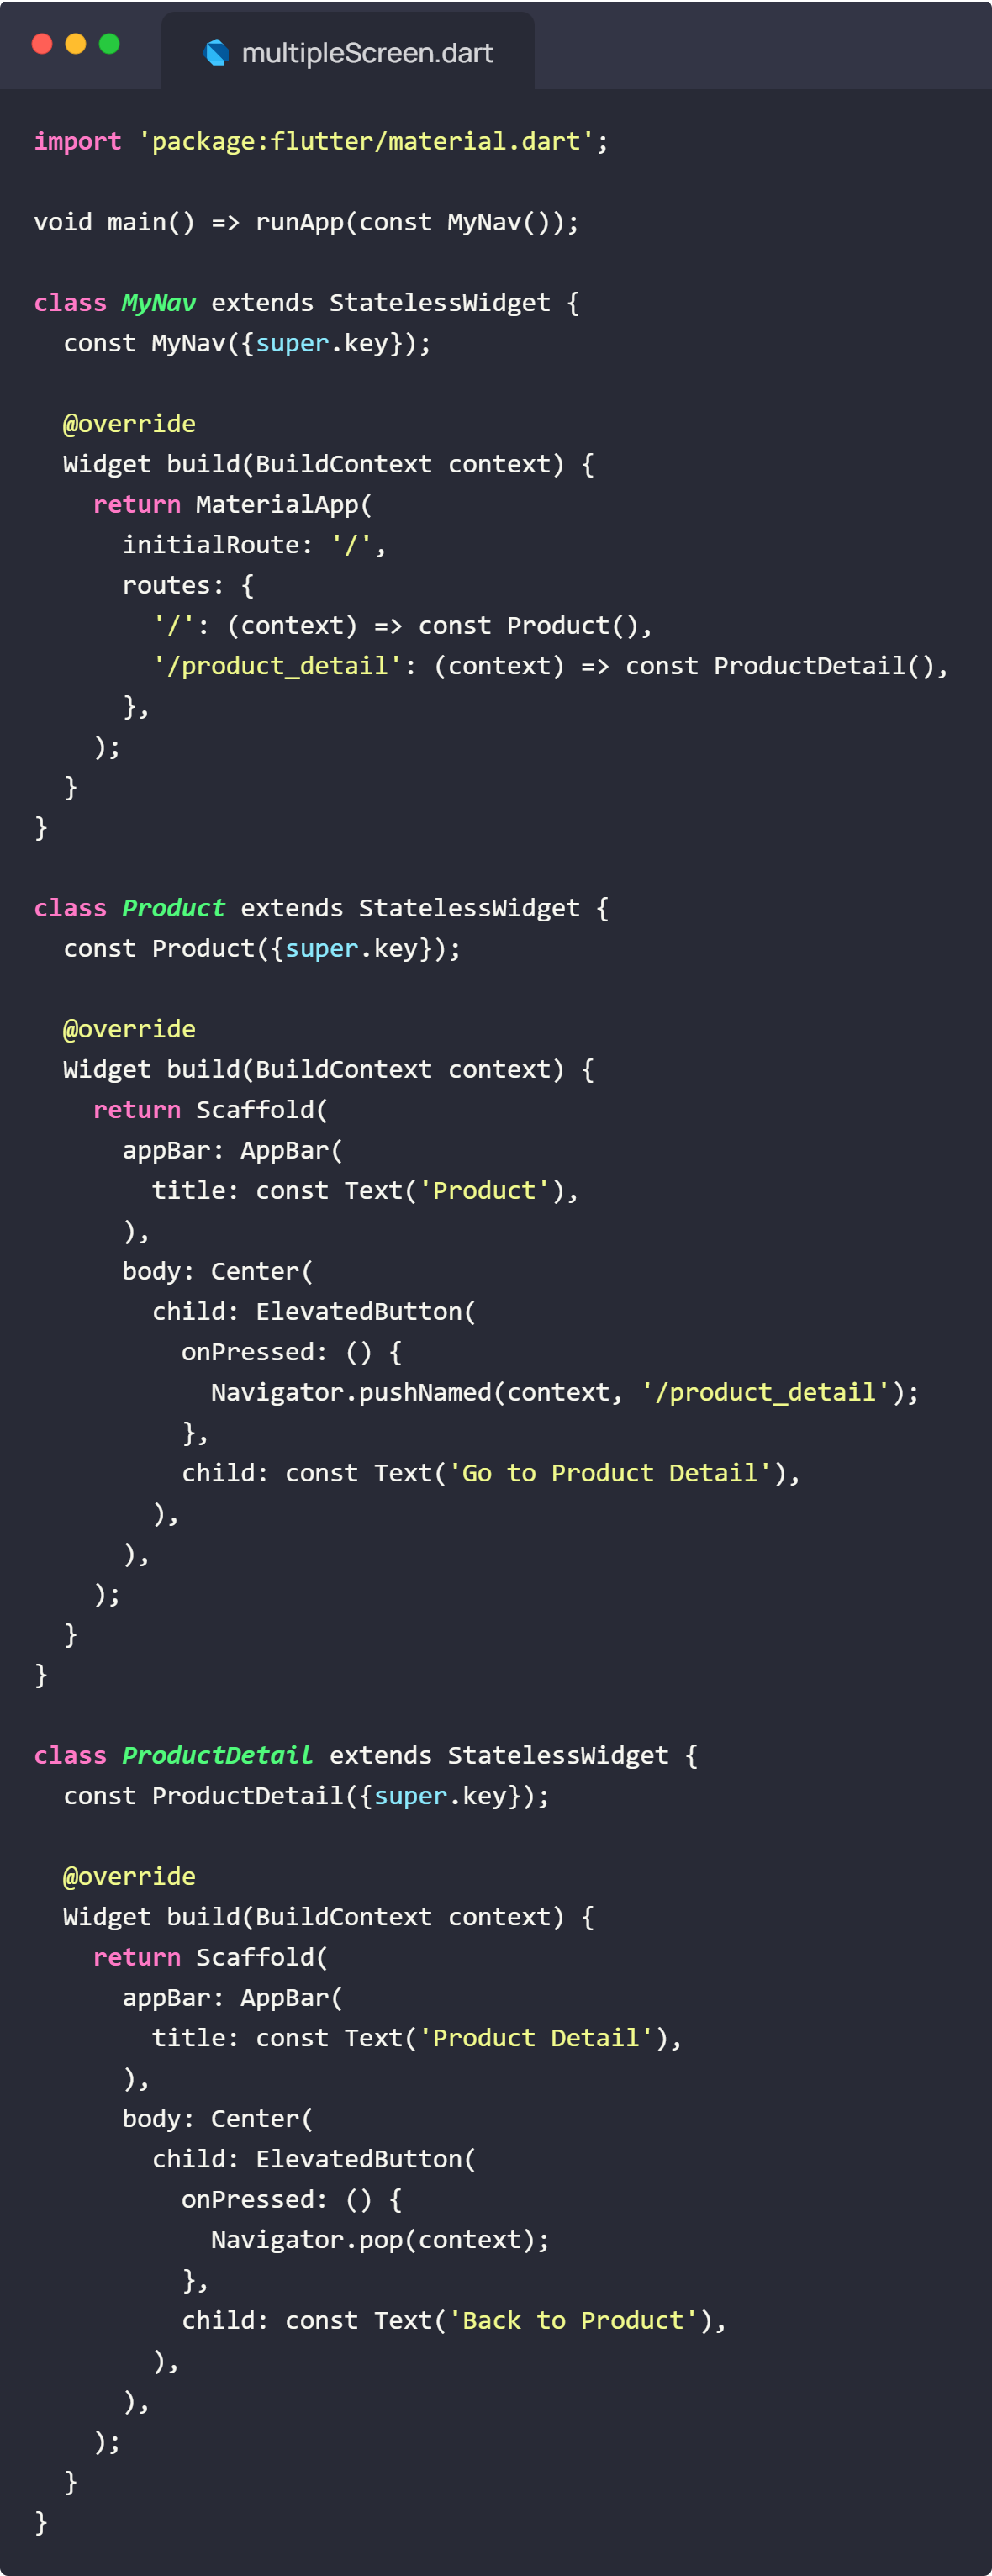 multipleScreen.dart
import 'package:flutter/material.dart';

void main() => runApp(const MyNav());

class MyNav extends StatelessWidget {
  const MyNav({super.key});

  @override
  Widget build(BuildContext context) {
    return MaterialApp(
      initialRoute: '/',
      routes: {
        '/': (context) => const Product(),
        '/product_detail': (context) => const ProductDetail(),
      },
    );
  }
}

class Product extends StatelessWidget {
  const Product({super.key});

  @override
  Widget build(BuildContext context) {
    return Scaffold(
      appBar: AppBar(
        title: const Text('Product'),
      ),
      body: Center(
        child: ElevatedButton(
          onPressed: () {
            Navigator.pushNamed(context, '/product_detail');
          },
          child: const Text('Go to Product Detail'),
        ),
      ),
    );
  }
}

class ProductDetail extends StatelessWidget {
  const ProductDetail({super.key});

  @override
  Widget build(BuildContext context) {
    return Scaffold(
      appBar: AppBar(
        title: const Text('Product Detail'),
      ),
      body: Center(
        child: ElevatedButton(
          onPressed: () {
            Navigator.pop(context);
          },
          child: const Text('Back to Product'),
        ),
      ),
    );
  }
}